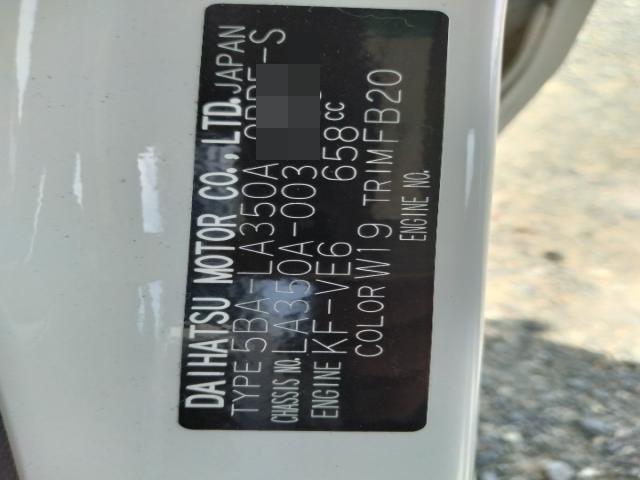 DAIHATSU MOTOR CO., LTD. JAPAN
TYPE 5BA-LA350A
CHASSIS NO. LA350A-003
ENGINE KF-VE6 658cc
COLOR W19 TRIM FB20
ENGINE NO.